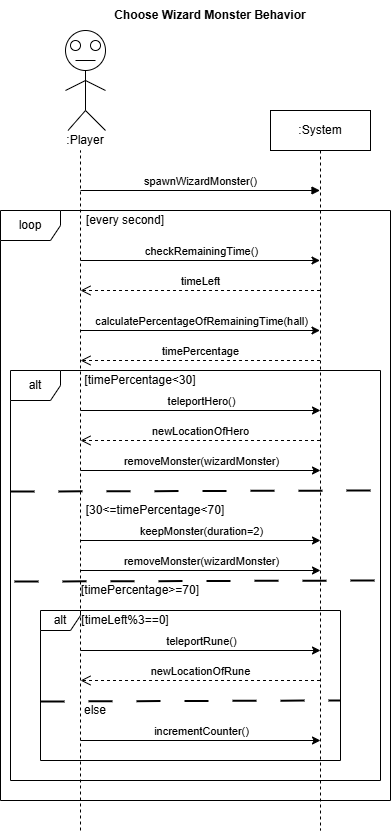 Choose Wizard Monster Behavior
:Player
:System
spawnWizardMonster()
loop
[every second]
checkRemainingTime()
timeLeft
calculatePercentageOfRemainingTime(hall)
timePercentage
alt
[timePercentage<30]
teleportHero()
newLocationOfHero
removeMonster(wizardMonster)
[30<=timePercentage<70]
keepMonster(duration=2)
removeMonster(wizardMonster)
[timePercentage>=70]
alt
[timeLeft%3==0]
teleportRune()
newLocationOfRune
else
incrementCounter()